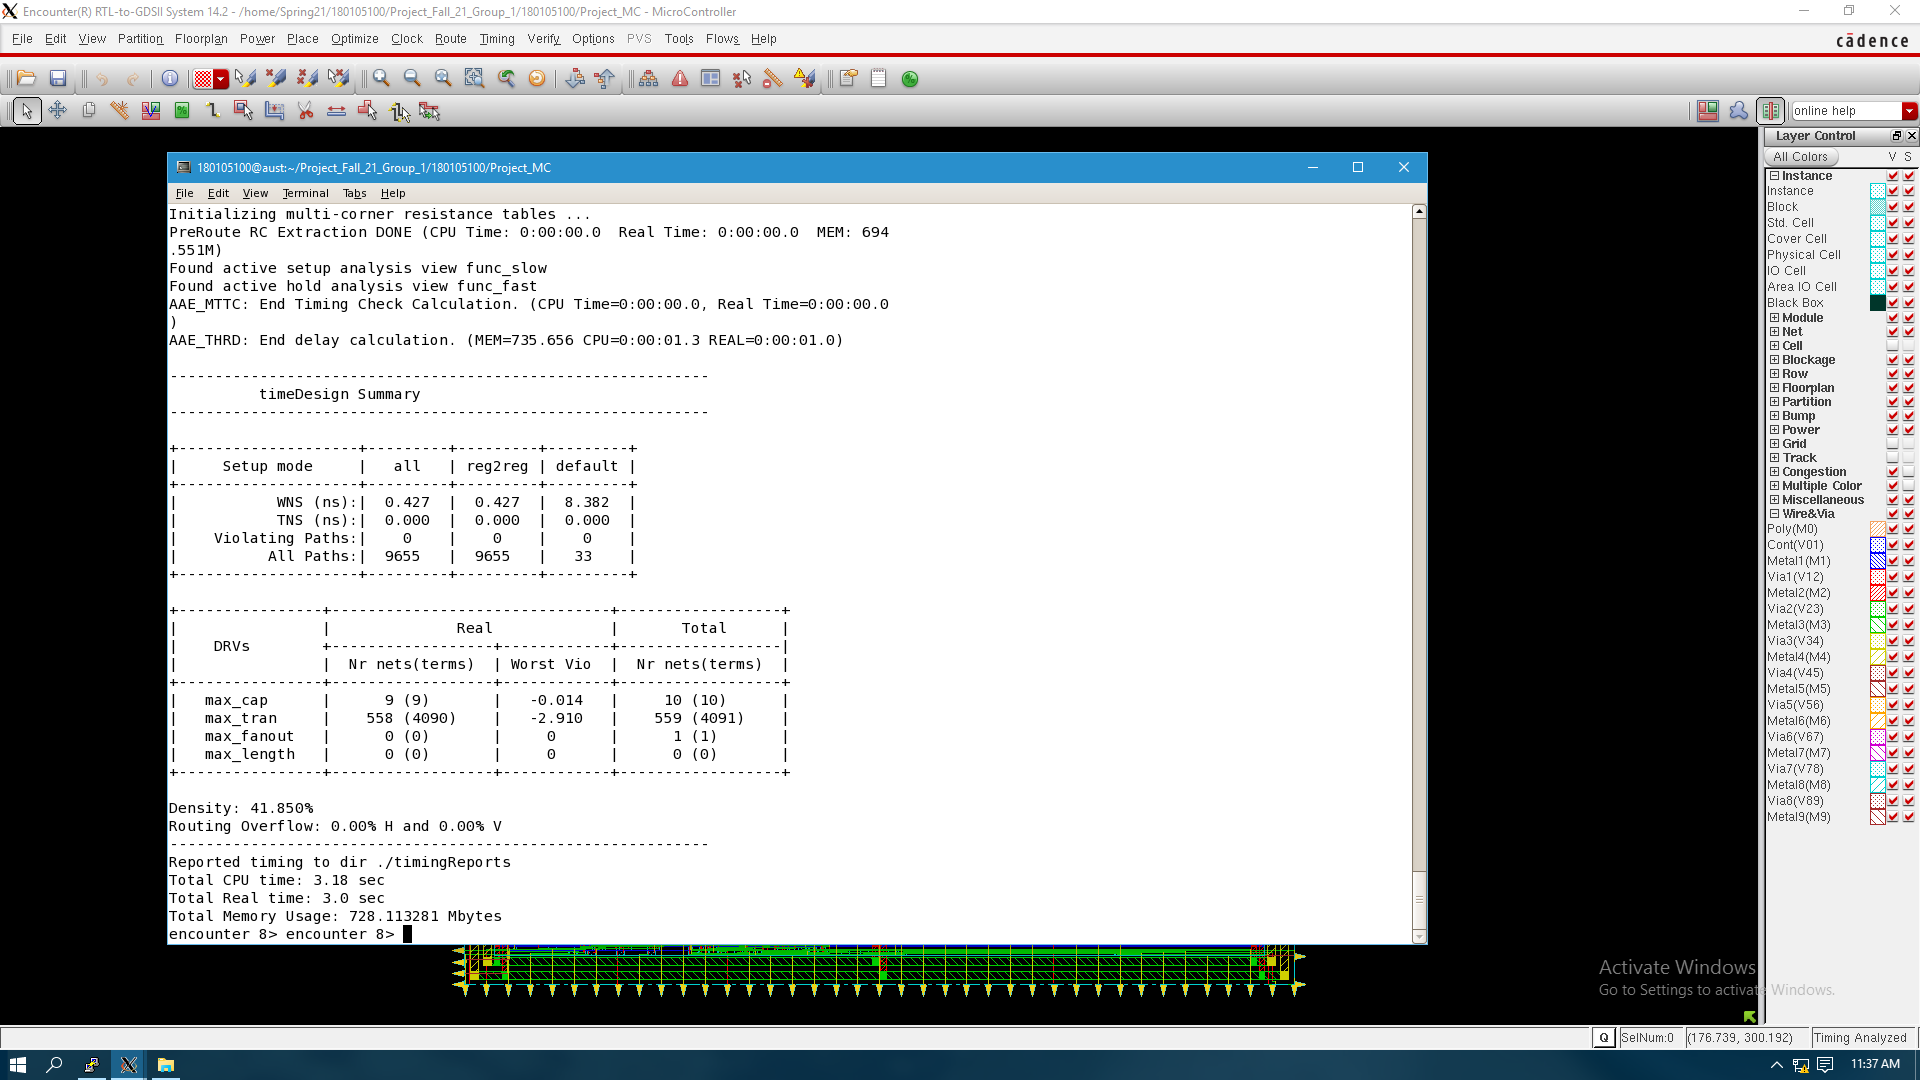 Encounter(R) RTL-to-GDSII System 14.2 - /home/Spring21/180105100/Project_Fall_21_Group_1/180105100/Project_MC - MicroController
File Edit View Partition Floorplan Power Place Optimize Clock Route Timing Verify Options PVS Tools Flows Help
cādence
online help
180105100@aust:~/Project_Fall_21_Group_1/180105100/Project_MC
File Edit View Terminal Tabs Help
Initializing multi-corner resistance tables ...
PreRoute RC Extraction DONE (CPU Time: 0:00:00.0  Real Time: 0:00:00.0  MEM: 694
.551M)
Found active setup analysis view func_slow
Found active hold analysis view func_fast
AAE_MTTC: End Timing Check Calculation. (CPU Time=0:00:00.0, Real Time=0:00:00.0
)
AAE_THRD: End delay calculation. (MEM=735.656 CPU=0:00:01.3 REAL=0:00:01.0)
------------------------------------------------------------
          timeDesign Summary
------------------------------------------------------------
+--------------------+---------+---------+---------+
|     Setup mode     |   all   | reg2reg | default |
+--------------------+---------+---------+---------+
|           WNS (ns):|  0.427  |  0.427  |  8.382  |
|           TNS (ns):|  0.000  |  0.000  |  0.000  |
|    Violating Paths:|    0    |    0    |    0    |
|          All Paths:|  9655   |  9655   |   33    |
+--------------------+---------+---------+---------+
+----------------+-------------------------------+------------------+
|                |              Real             |       Total      |
|    DRVs        +------------------+------------+------------------|
|                |  Nr nets(terms)  | Worst Vio  |  Nr nets(terms)  |
+----------------+------------------+------------+------------------+
|   max_cap      |      9 (9)       |   -0.014   |     10 (10)      |
|   max_tran     |    558 (4090)    |   -2.910   |    559 (4091)    |
|   max_fanout   |      0 (0)       |     0      |      1 (1)       |
|   max_length   |      0 (0)       |     0      |      0 (0)       |
+----------------+------------------+------------+------------------+
Density: 41.850%
Routing Overflow: 0.00% H and 0.00% V
------------------------------------------------------------
Reported timing to dir ./timingReports
Total CPU time: 3.18 sec
Total Real time: 3.0 sec
Total Memory Usage: 728.113281 Mbytes
encounter 8> encounter 8>
Layer Control
All Colors V S
Instance
Instance
Block
Std. Cell
Cover Cell
Physical Cell
IO Cell
Area IO Cell
Black Box
Module
Net
Cell
Blockage
Row
Floorplan
Partition
Bump
Power
Grid
Track
Congestion
Multiple Color
Miscellaneous
Wire&Via
Poly(M0)
Cont(V01)
Metal1(M1)
Via1(V12)
Metal2(M2)
Via2(V23)
Metal3(M3)
Via3(V34)
Metal4(M4)
Via4(V45)
Metal5(M5)
Via5(V56)
Metal6(M6)
Via6(V67)
Metal7(M7)
Via7(V78)
Metal8(M8)
Via8(V89)
Metal9(M9)
Activate Windows
Go to Settings to activate Windows.
Q SelNum:0 (176.739, 300.192) Timing Analyzed
11:37 AM